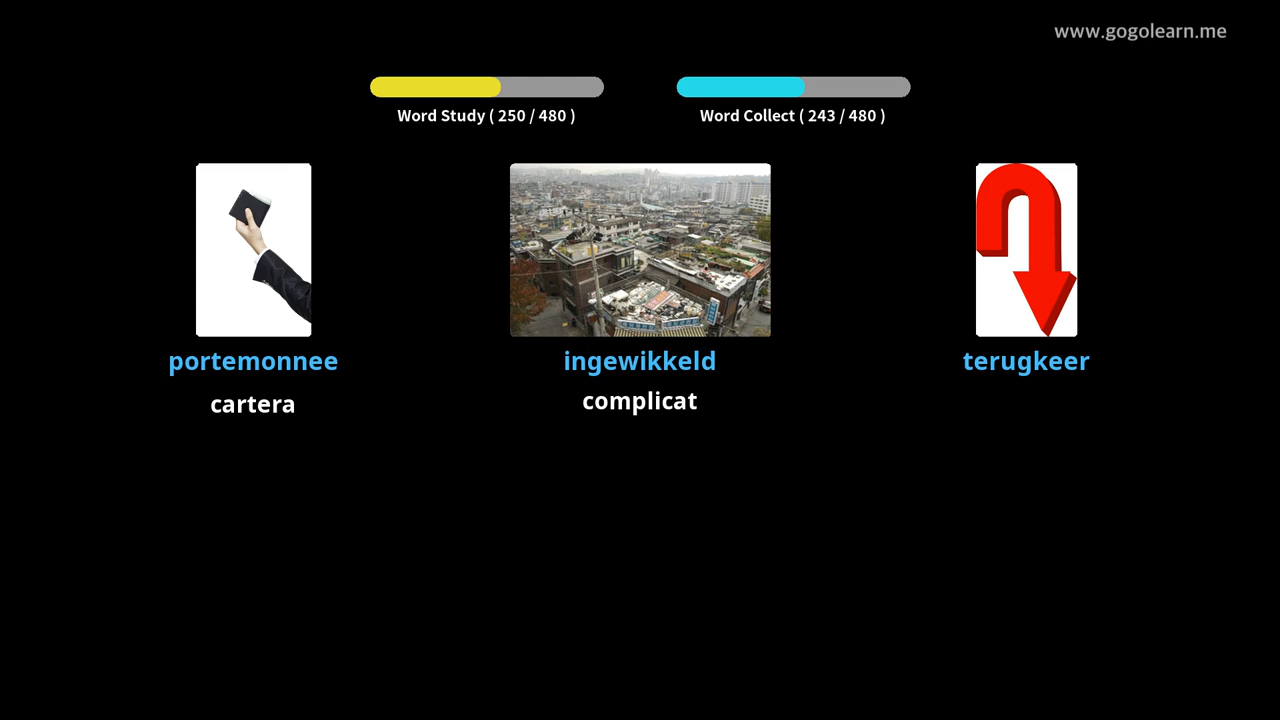 www.gogolearn.me
Word Study ( 250 / 480 )
Word Collect ( 243 / 480 )
portemonnee
ingewikkeld
terugkeer
cartera
complicat